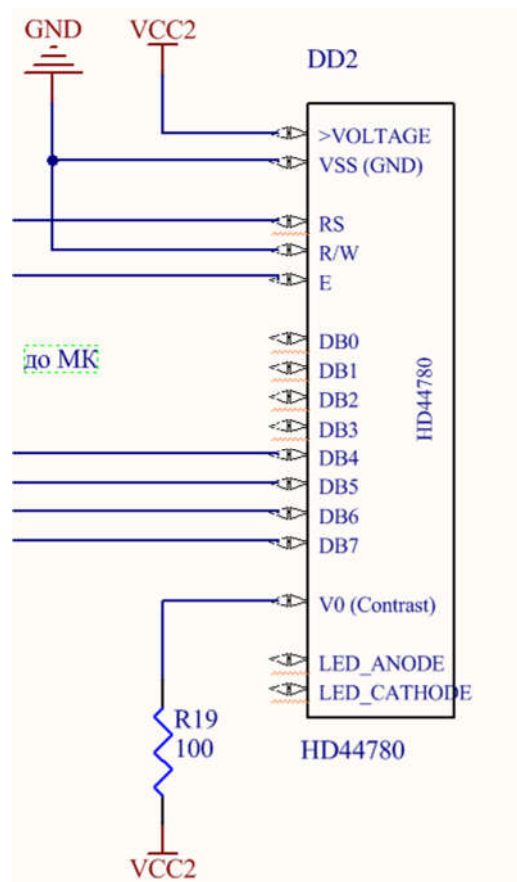 GND
VCC2
DD2
>VOLTAGE
VSS (GND)
RS
R/W
E
до МК
DB0
DB1
DB2
DB3
DB4
DB5
DB6
DB7
HD44780
V0 (Contrast)
LED_ANODE
LED_CATHODE
R19
100
HD44780
VCC2